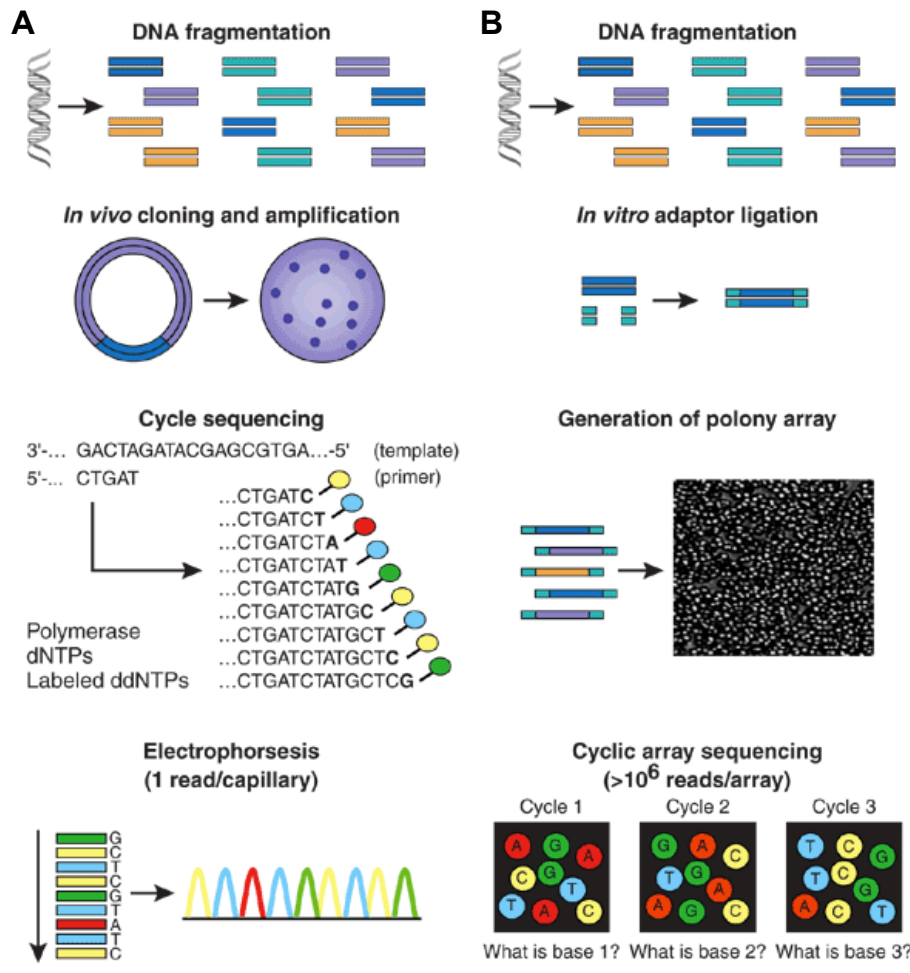 A
DNA fragmentation
In vivo cloning and amplification
Cycle sequencing
3'-... GACTAGATACGAGCGTGA...-5' (template)
5'-... CTGAT (primer)
...CTGATC
...CTGATCT
...CTGATCTA
...CTGATCTAT
...CTGATCTATG
...CTGATCTATGC
...CTGATCTATGCT
...CTGATCTATGCTC
...CTGATCTATGCTCG
Polymerase
dNTPs
Labeled ddNTPs
Electrophorsesis
(1 read/capillary)
G
C
T
C
G
T
A
T
C
B
DNA fragmentation
In vitro adaptor ligation
Generation of polony array
Cyclic array sequencing
(>10⁶ reads/array)
Cycle 1
A G A
C G T
T A C
What is base 1?
Cycle 2
G A C
T G A
A G C
What is base 2?
Cycle 3
T C G
T C G
A C T
What is base 3?